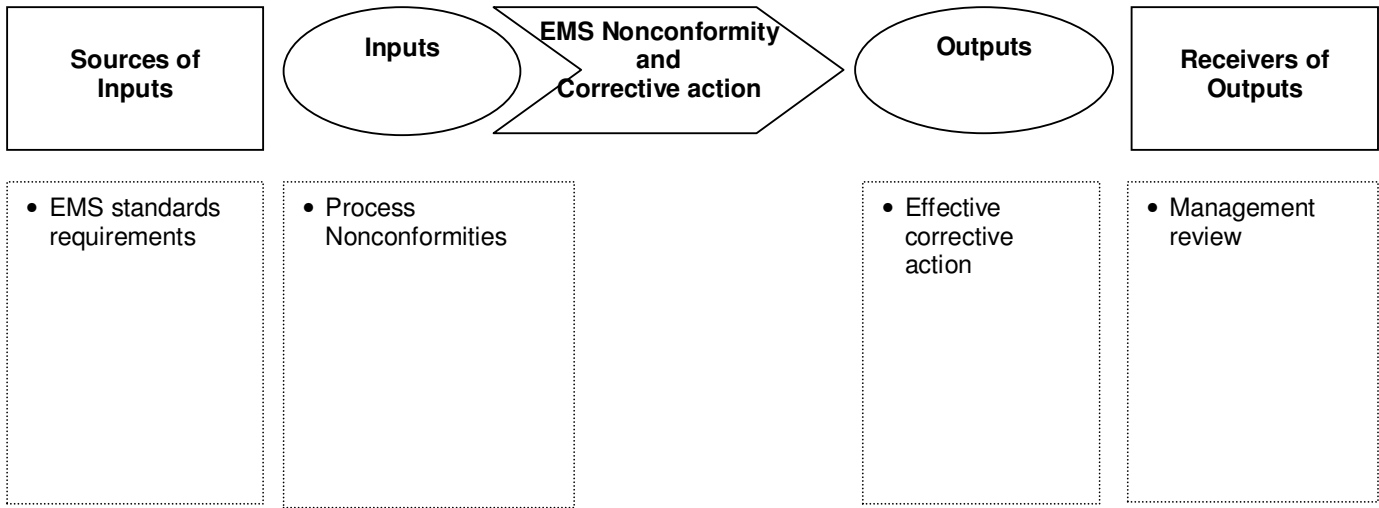 Sources of
Inputs
Inputs
EMS Nonconformity
and
Corrective action
Outputs
Receivers of
Outputs
• EMS standards
requirements
• Process
Nonconformities
• Effective
corrective
action
• Management
review